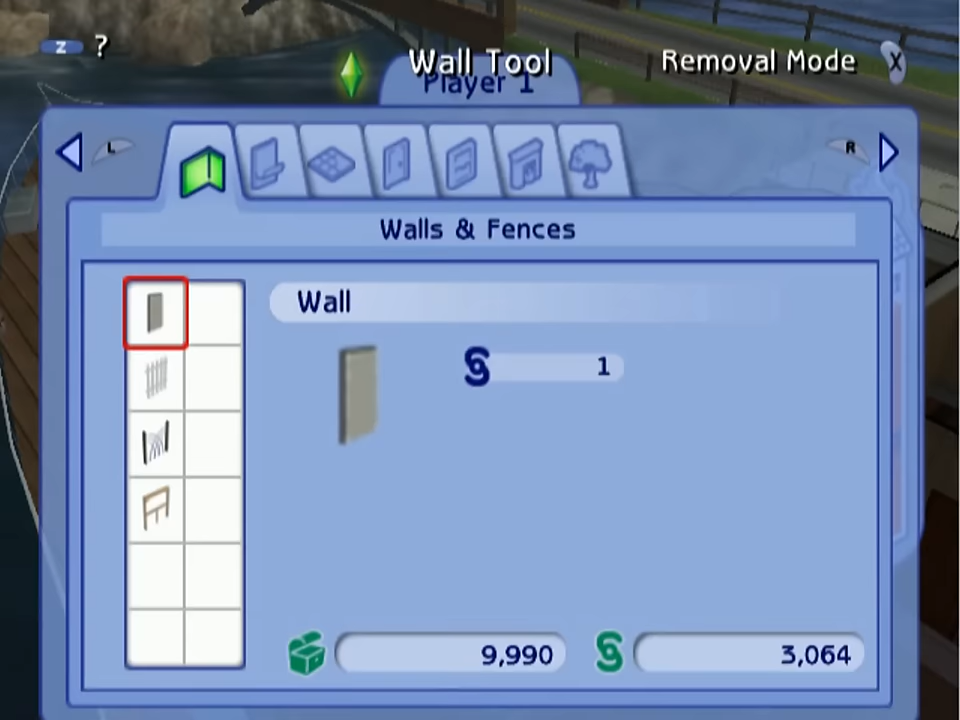 Z ?
Wall Tool
Removal Mode X
Player 1
L
R
Walls & Fences
Wall
1
9,990
3,064